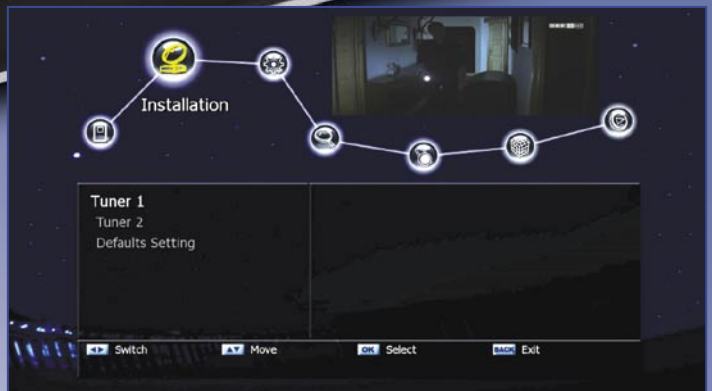 Installation
Tuner 1
Tuner 2
Defaults Setting
Switch
Move
OK Select
BACK Exit